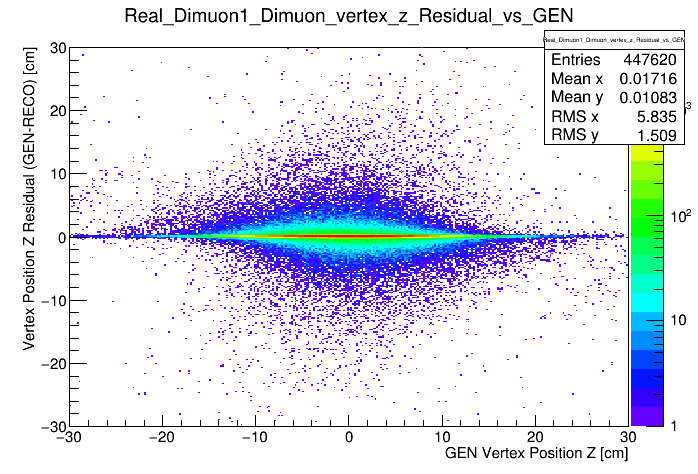 Real_Dimuon1_Dimuon_vertex_z_Residual_vs_GEN
Real_Dimuon1_Dimuon_vertex_z_Residual_vs_GEN
Entries 447620
Mean x 0.01716
Mean y 0.01083
RMS x 5.835
RMS y 1.509
Vertex Position Z Residual (GEN-RECO) [cm]
30
20
10
0
−10
−20
−30
−30 −20 −10 0 10 20 30
GEN Vertex Position Z [cm]
3
10²
10
1